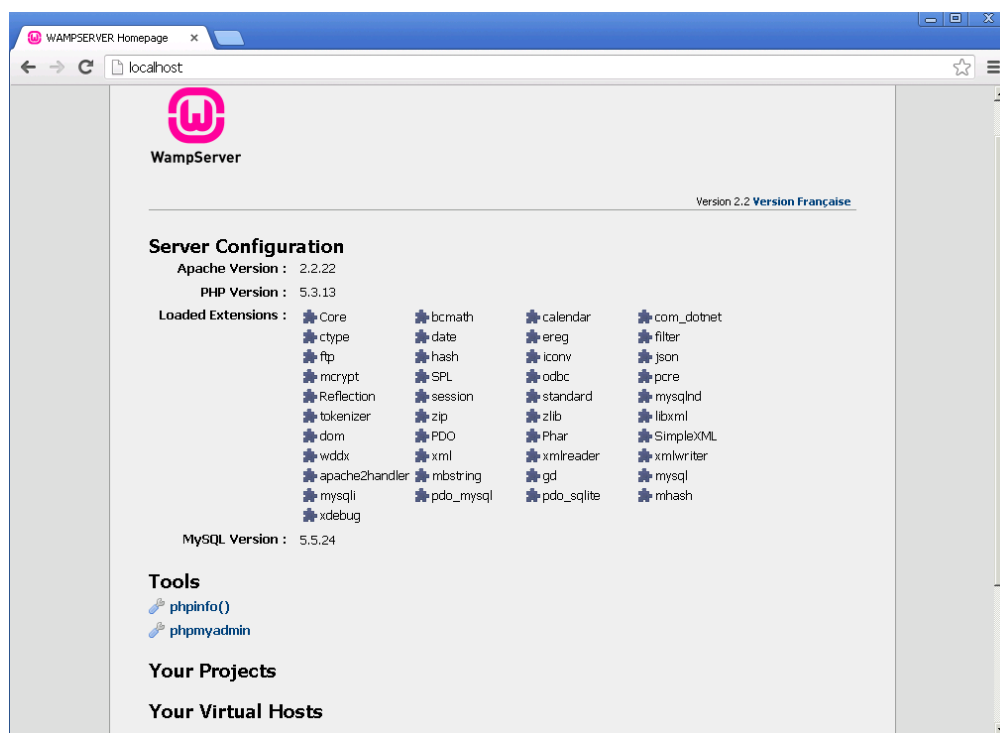 WAMPSERVER Homepage
localhost
WampServer
Version 2.2 Version Française
Server Configuration
Apache Version : 2.2.22
PHP Version : 5.3.13
Loaded Extensions : Core bcmath calendar com_dotnet
ctype date ereg filter
ftp hash iconv json
mcrypt SPL odbc pcre
Reflection session standard mysqlnd
tokenizer zip zlib libxml
dom PDO Phar SimpleXML
wddx xml xmlreader xmlwriter
apache2handler mbstring gd mysql
mysqli pdo_mysql pdo_sqlite mhash
xdebug
MySQL Version : 5.5.24
Tools
phpinfo()
phpmyadmin
Your Projects
Your Virtual Hosts